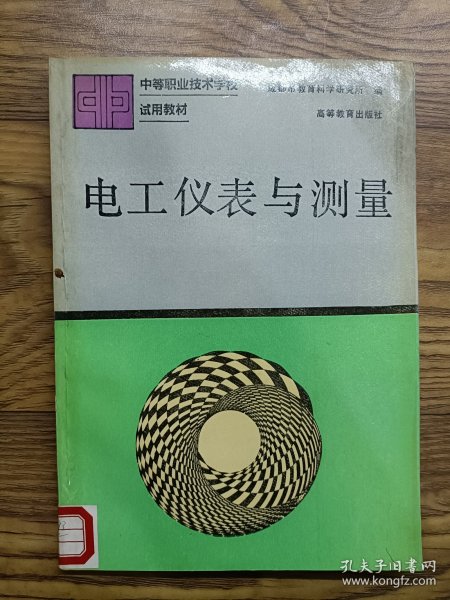 中等职业技术学校
试用教材
成都市教育科学研究所 编
高等教育出版社
电工仪表与测量
孔夫子旧书网
www.kongfz.com